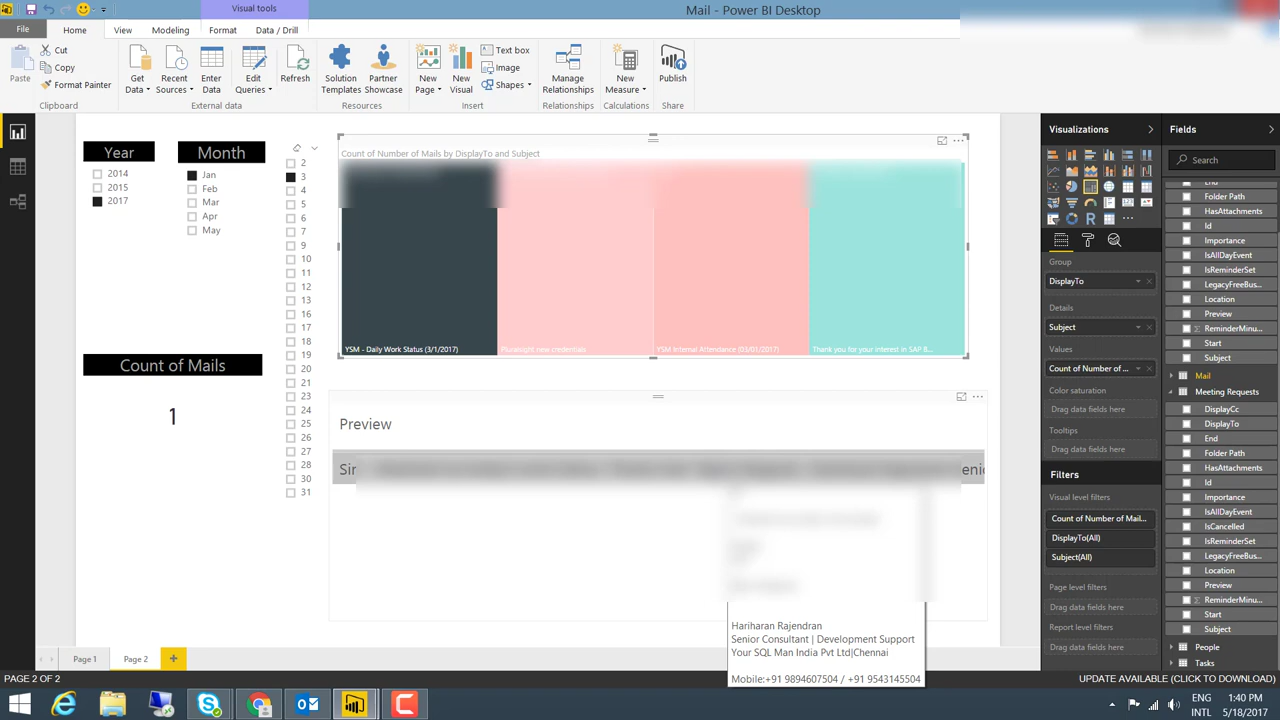 Visual tools
Mail - Power BI Desktop
File
Home
View
Modeling
Format
Data / Drill
Paste
Cut
Copy
Format Painter
Get Data
Recent Sources
Enter Data
Edit Queries
Refresh
Solution Templates
Partner Showcase
New Page
New Visual
Text box
Image
Shapes
Manage Relationships
New Measure
Publish
Clipboard
External data
Resources
Insert
Relationships
Calculations
Share
Year
2014
2015
2017
Month
Jan
Feb
Mar
Apr
May
2
3
4
5
6
7
9
10
11
12
13
16
17
18
19
20
21
23
24
25
26
27
28
30
31
Count of Mails
1
Count of Number of Mails by DisplayTo and Subject
YSM - Daily Work Status (3/1/2017)
Pluralsight new credentials
YSM Internal Attendance (03/01/2017)
Thank you for your interest in SAP B...
Preview
Hariharan Rajendran
Senior Consultant | Development Support
Your SQL Man India Pvt Ltd|Chennai
Mobile:+91 9894607504 / +91 9543145504
Visualizations
Group
DisplayTo
Details
Subject
Values
Count of Number of ...
Color saturation
Drag data fields here
Tooltips
Drag data fields here
Filters
Visual level filters
Count of Number of Mail...
DisplayTo(All)
Subject(All)
Page level filters
Drag data fields here
Report level filters
Drag data fields here
Fields
Search
End
Folder Path
HasAttachments
Id
Importance
IsAllDayEvent
IsReminderSet
LegacyFreeBus...
Location
Preview
ReminderMinu...
Start
Subject
Mail
Meeting Requests
DisplayCc
DisplayTo
End
Folder Path
HasAttachments
Id
Importance
IsAllDayEvent
IsCancelled
IsReminderSet
LegacyFreeBus...
Location
Preview
ReminderMinu...
Start
Subject
People
Tasks
Page 1
Page 2
PAGE 2 OF 2
UPDATE AVAILABLE (CLICK TO DOWNLOAD)
ENG
INTL
1:40 PM
5/18/2017